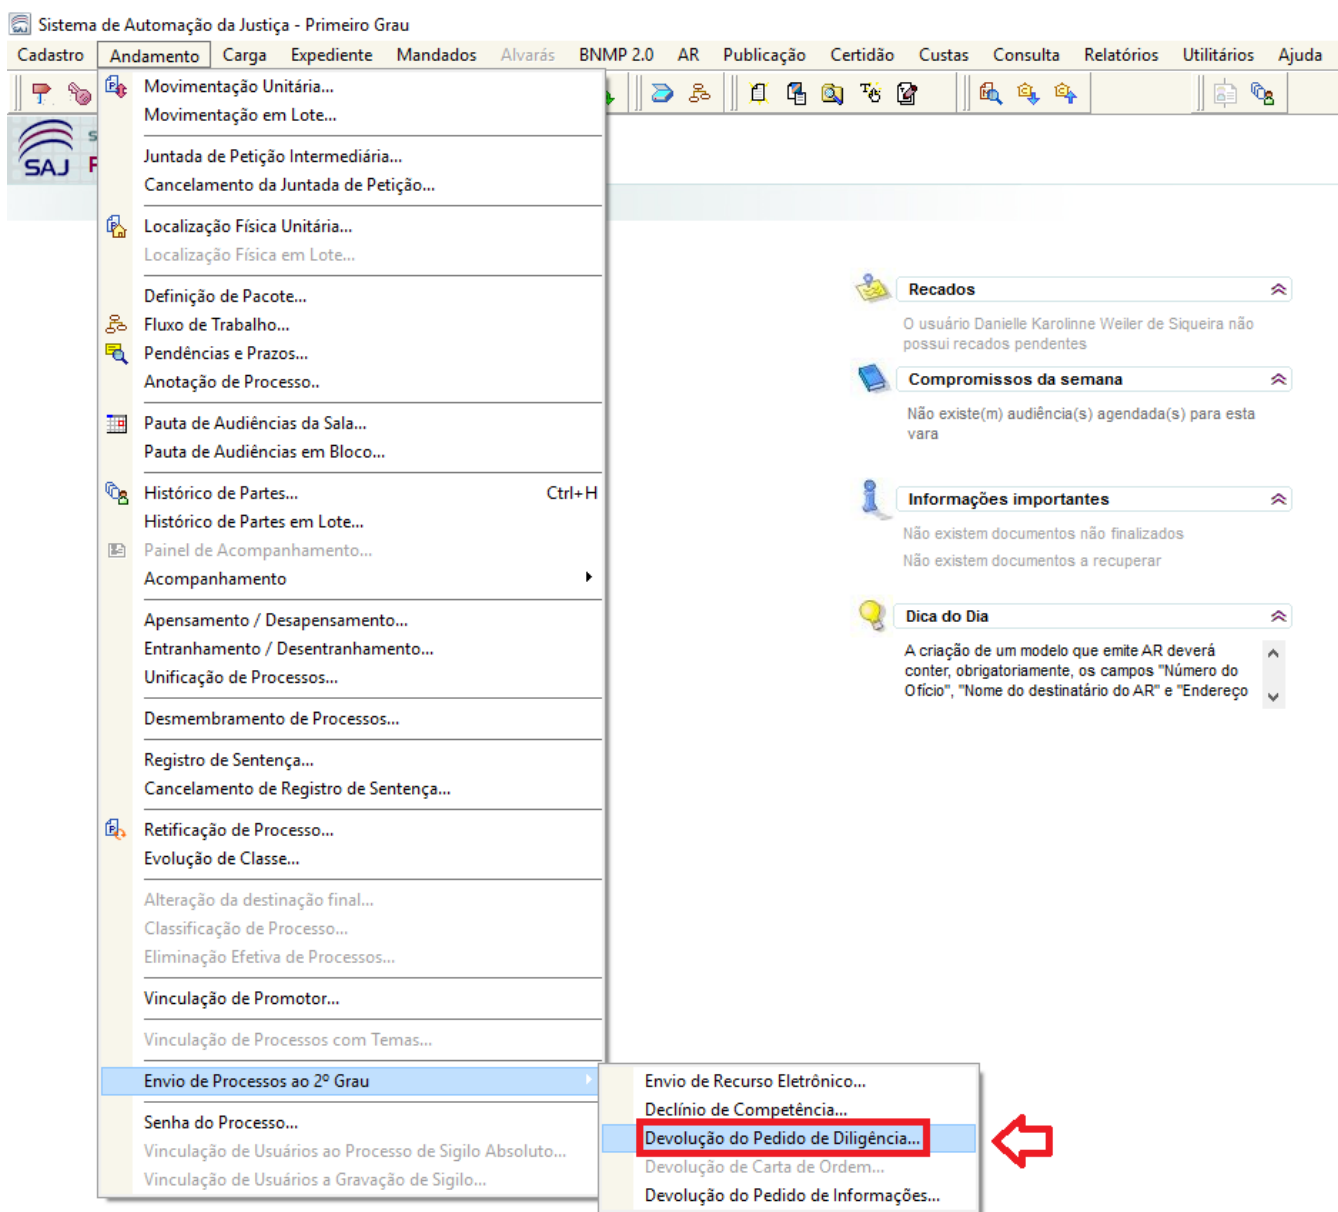 Sistema de Automação da Justiça - Primeiro Grau
Cadastro Andamento Carga Expediente Mandados Alvarás BNMP 2.0 AR Publicação Certidão Custas Consulta Relatórios Utilitários Ajuda
SAJ
Movimentação Unitária...
Movimentação em Lote...
Juntada de Petição Intermediária...
Cancelamento da Juntada de Petição...
Localização Física Unitária...
Localização Física em Lote...
Definição de Pacote...
Fluxo de Trabalho...
Pendências e Prazos...
Anotação de Processo..
Pauta de Audiências da Sala...
Pauta de Audiências em Bloco...
Histórico de Partes... Ctrl+H
Histórico de Partes em Lote...
Painel de Acompanhamento...
Acompanhamento
Apensamento / Desapensamento...
Entranhamento / Desentranhamento...
Unificação de Processos...
Desmembramento de Processos...
Registro de Sentença...
Cancelamento de Registro de Sentença...
Retificação de Processo...
Evolução de Classe...
Alteração da destinação final...
Classificação de Processo...
Eliminação Efetiva de Processos...
Vinculação de Promotor...
Vinculação de Processos com Temas...
Envio de Processos ao 2º Grau
Senha do Processo...
Vinculação de Usuários ao Processo de Sigilo Absoluto...
Vinculação de Usuários a Gravação de Sigilo...
Envio de Recurso Eletrônico...
Declínio de Competência...
Devolução do Pedido de Diligência...
Devolução de Carta de Ordem...
Devolução do Pedido de Informações...
Recados
O usuário Danielle Karolinne Weiler de Siqueira não
possui recados pendentes
Compromissos da semana
Não existe(m) audiência(s) agendada(s) para esta
vara
Informações importantes
Não existem documentos não finalizados
Não existem documentos a recuperar
Dica do Dia
A criação de um modelo que emite AR deverá
conter, obrigatoriamente, os campos "Número do
Ofício", "Nome do destinatário do AR" e "Endereço